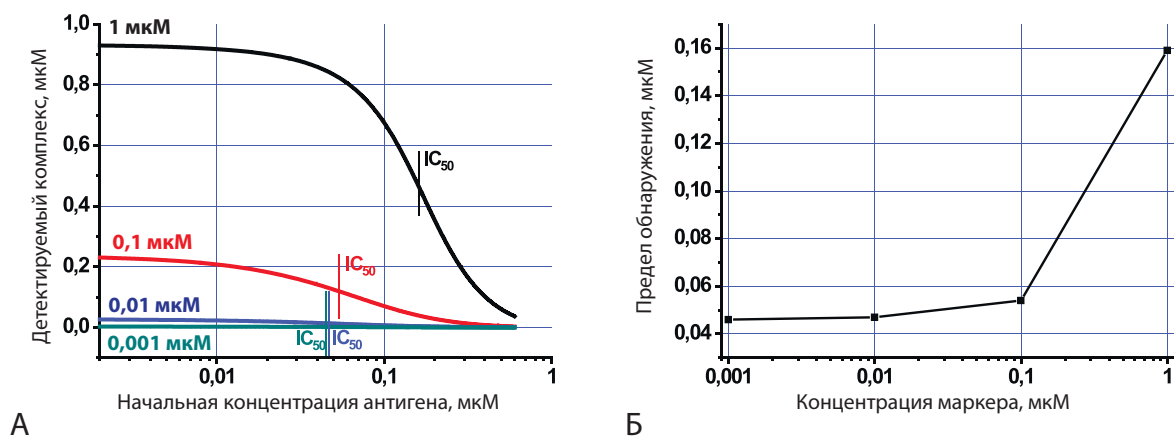 Детектируемый комплекс, мкМ
1,0
0,8
0,6
0,4
0,2
0,0
1 мкМ
IC50
0,1 мкМ
IC50
0,01 мкМ
0,001 мкМ
IC50
IC50
0,01
0,1
1
Начальная концентрация антигена, мкМ
А
Предел обнаружения, мкМ
0,16
0,14
0,12
0,10
0,08
0,06
0,04
0,001
0,01
0,1
1
Концентрация маркера, мкМ
Б